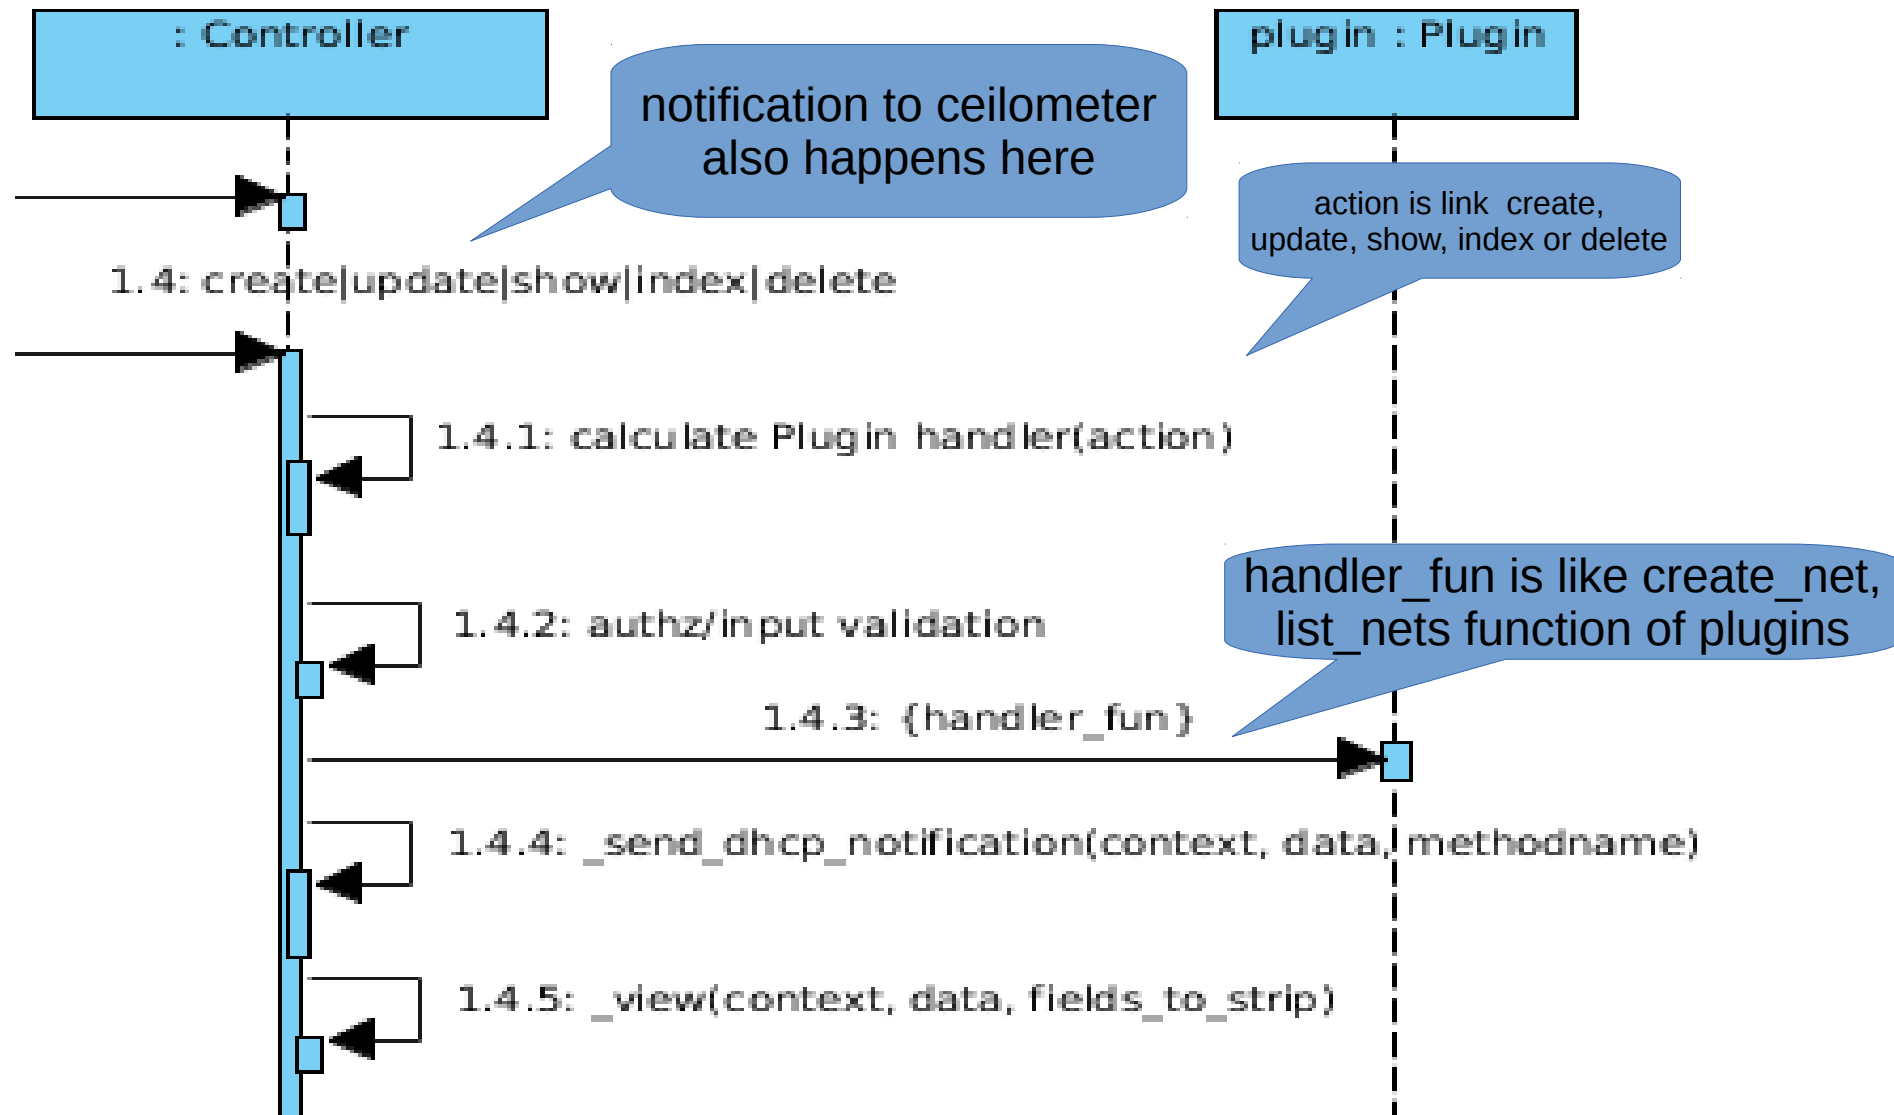 : Controller
plugin : Plugin
notification to ceilometer
also happens here
action is link  create,
update, show, index or delete
1.4: create|update|show|index|delete
1.4.1: calculate Plugin handler(action)
handler_fun is like create_net,
list_nets function of plugins
1.4.2: authz/input validation
1.4.3: {handler_fun}
1.4.4: _send_dhcp_notification(context, data, methodname)
1.4.5: _view(context, data, fields_to_strip)